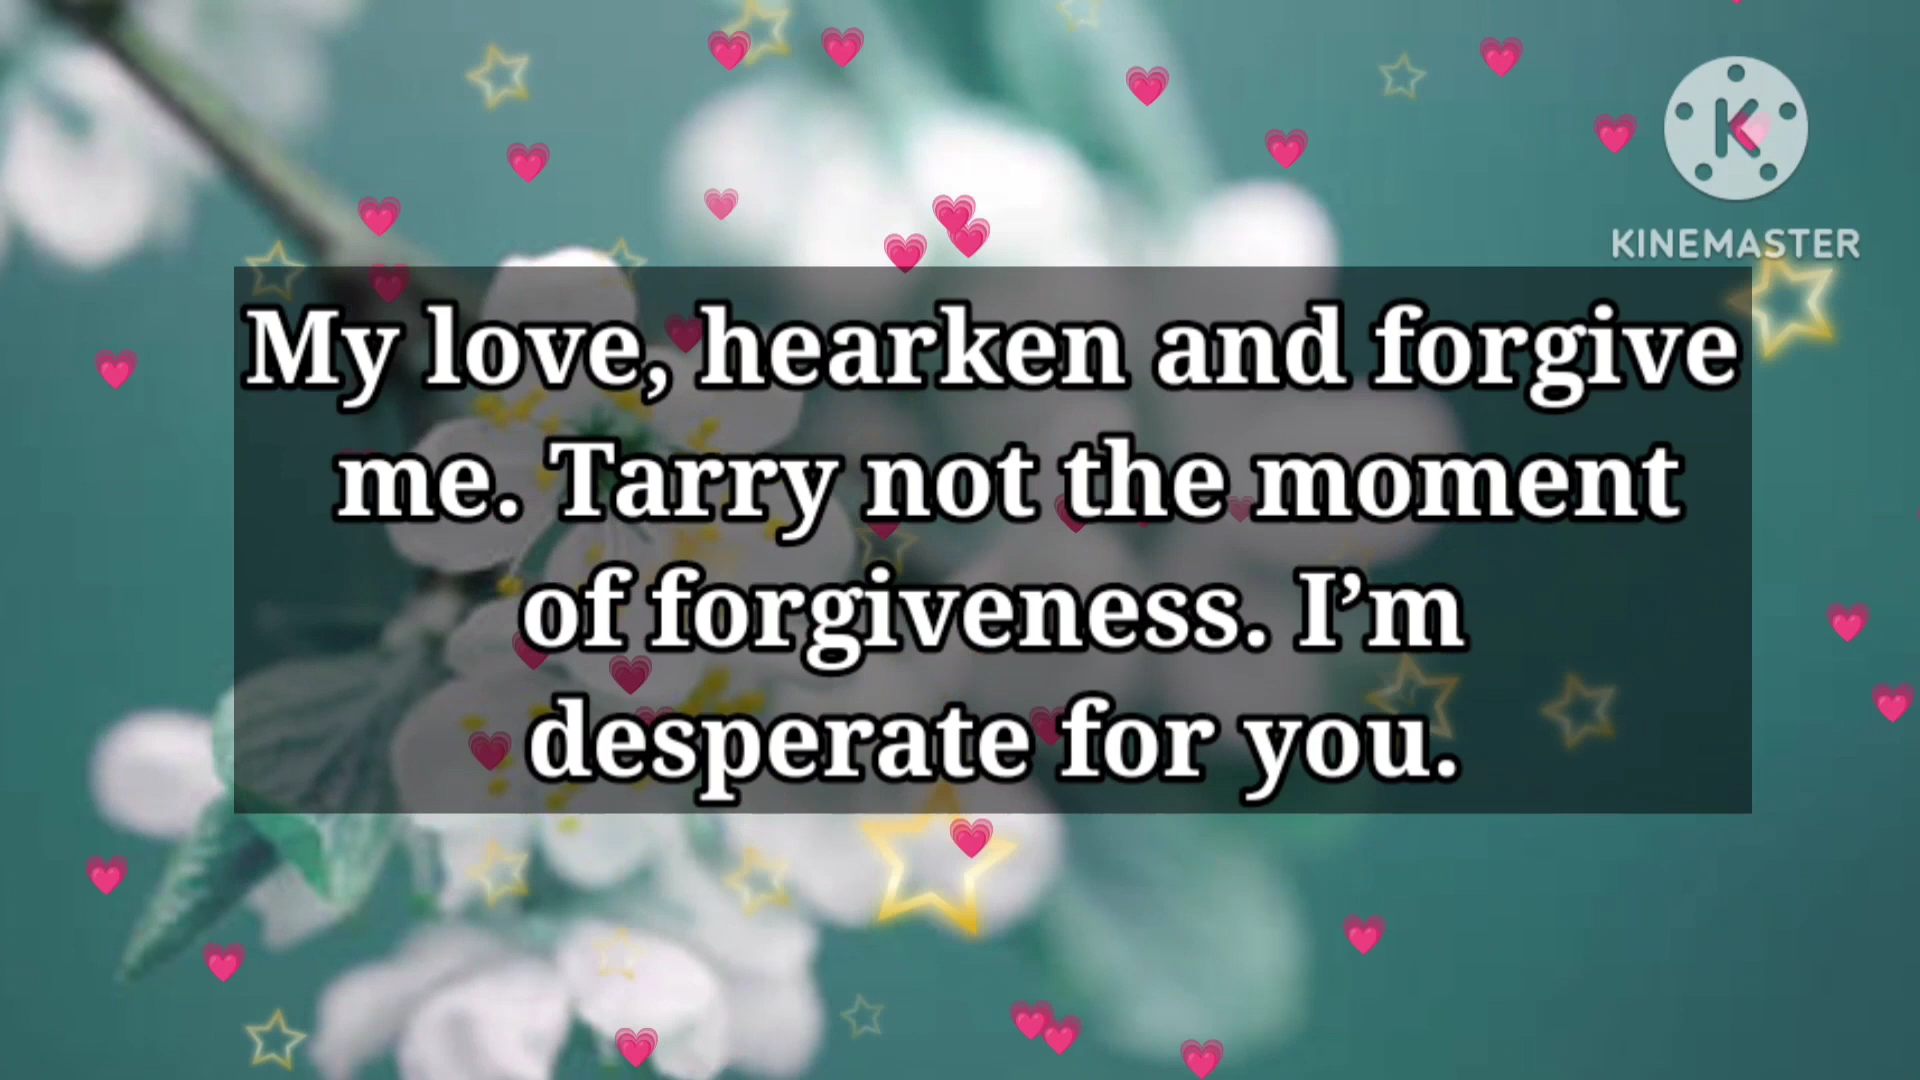 K
KINEMASTER
My love, hearken and forgive
me. Tarry not the moment
of forgiveness. I’m
desperate for you.